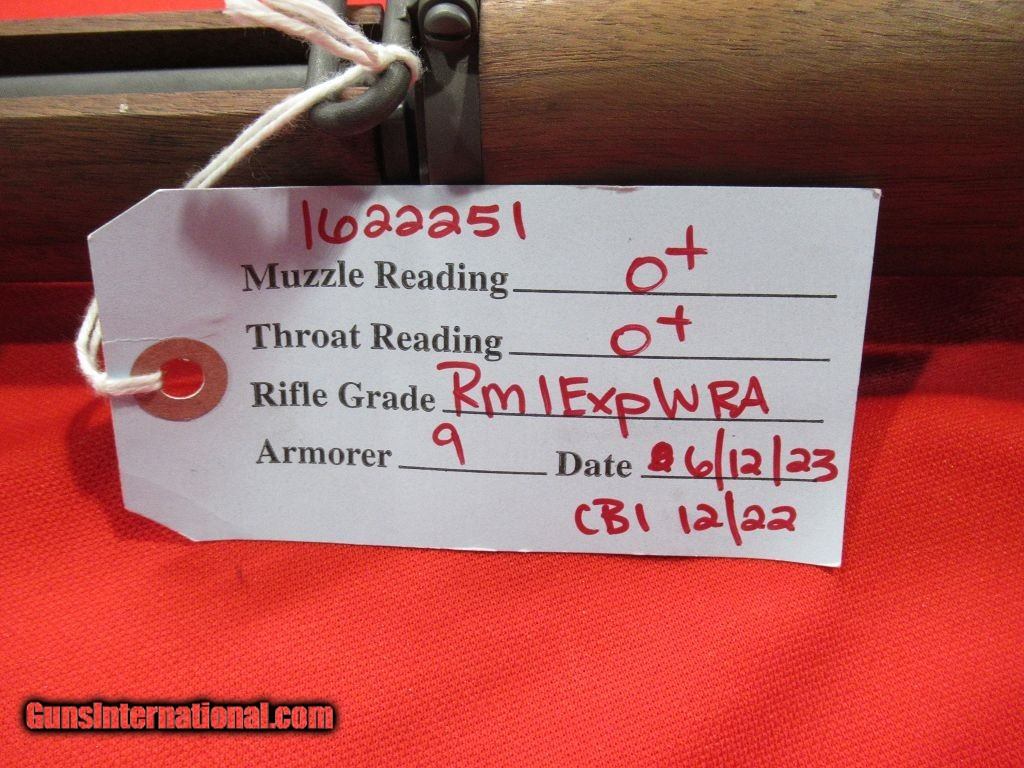 1622251
Muzzle Reading 0+
Throat Reading 0+
Rifle Grade Rm1ExpWRA
Armorer 9 Date 6/12/23
CB1 12/22
GunsInternational.com